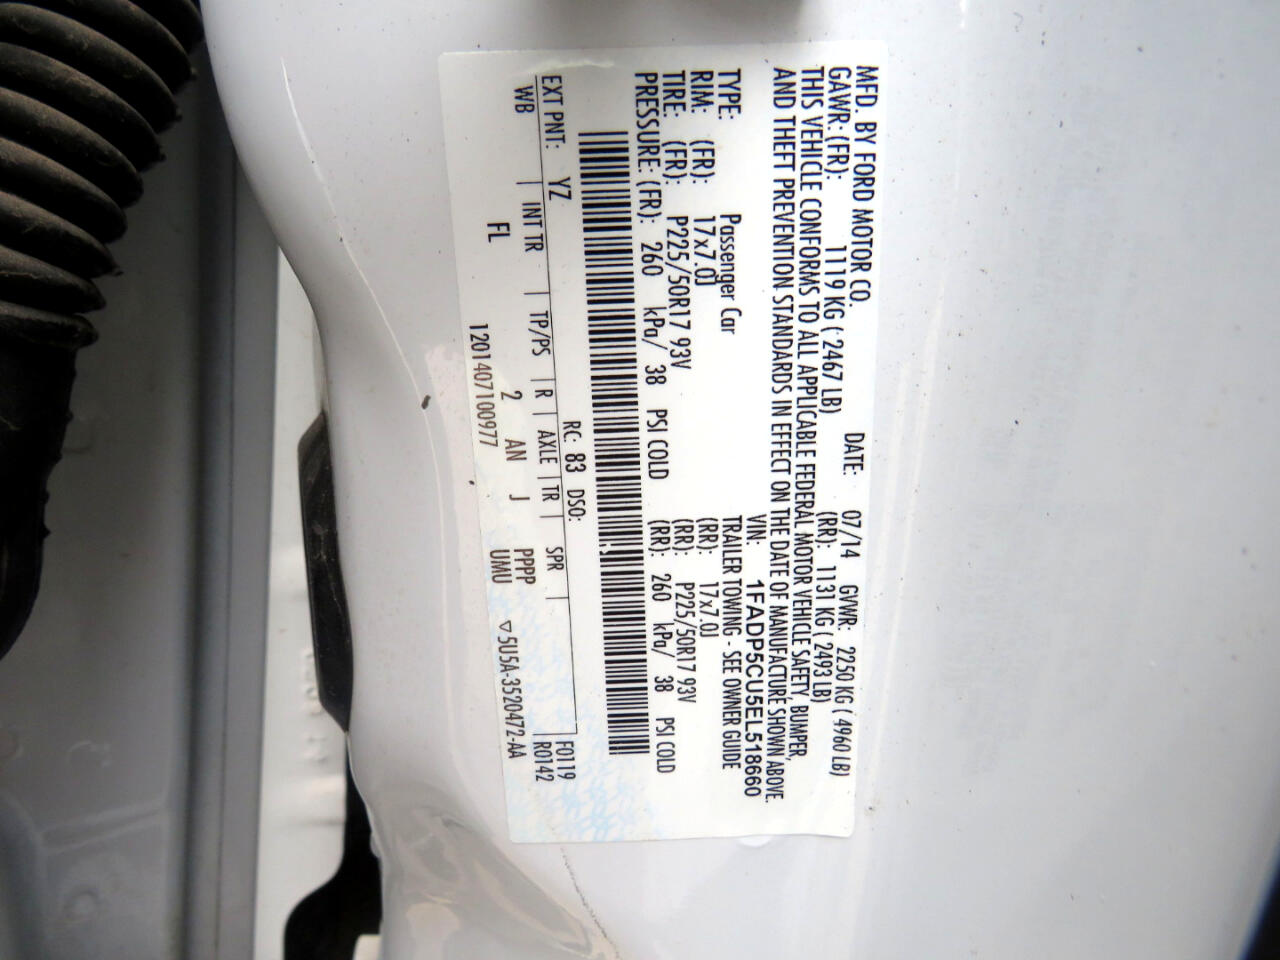 MFD. BY FORD MOTOR CO.
DATE: 07/14 GVWR: 2250 KG ( 4960 LB)
GAWR: (FR): 1119 KG ( 2467 LB) (RR): 1131 KG ( 2493 LB)
THIS VEHICLE CONFORMS TO ALL APPLICABLE FEDERAL MOTOR VEHICLE SAFETY, BUMPER,
AND THEFT PREVENTION STANDARDS IN EFFECT ON THE DATE OF MANUFACTURE SHOWN ABOVE.
VIN: 1FADP5CU5EL518660
TYPE: Passenger Car TRAILER TOWING - SEE OWNER GUIDE
RIM: (FR): 17x7.0J (RR): 17x7.0J
TIRE: (FR): P225/50R17 93V (RR): P225/50R17 93V
PRESSURE: (FR): 260 kPa/ 38 PSI COLD (RR): 260 kPa/ 38 PSI COLD
RC: 83 DSO: F0119
EXT PNT: YZ | INT TR | TP/PS | R | AXLE | TR | SPR | R0142
WB FL 2 AN J PPPP
UMU ▽5U5A-3520472-AA
1201407100977